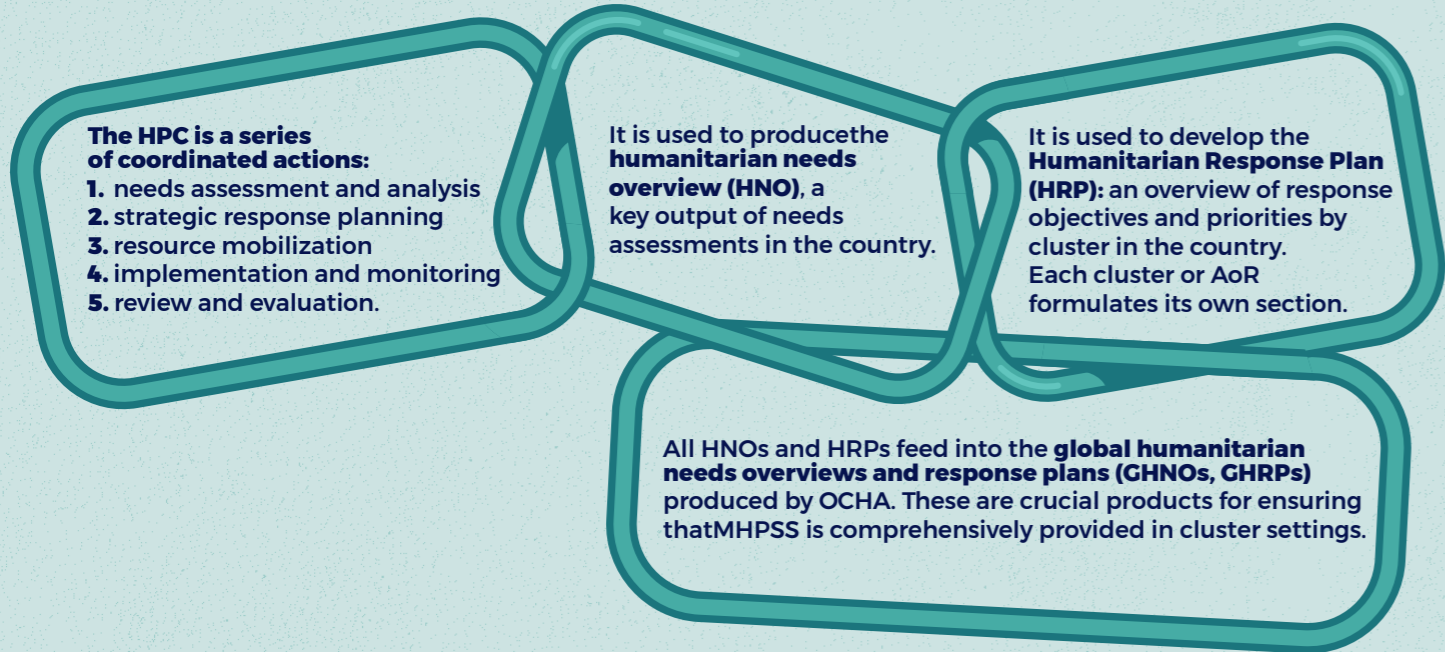 The HPC is a series
of coordinated actions:
1. needs assessment and analysis
2. strategic response planning
3. resource mobilization
4. implementation and monitoring
5. review and evaluation.
It is used to producethe
humanitarian needs
overview (HNO), a
key output of needs
assessments in the country.
It is used to develop the
Humanitarian Response Plan
(HRP): an overview of response
objectives and priorities by
cluster in the country.
Each cluster or AoR
formulates its own section.
All HNOs and HRPs feed into the global humanitarian
needs overviews and response plans (GHNOs, GHRPs)
produced by OCHA. These are crucial products for ensuring
thatMHPSS is comprehensively provided in cluster settings.